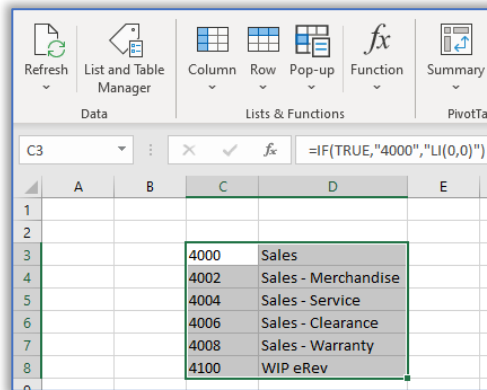 Refresh List and Table Manager Column Row Pop-up Function Summary
Data Lists & Functions PivotTa
C3 fx =IF(TRUE,"4000","LI(0,0)")
A B C D E
1
2
3 4000 Sales
4 4002 Sales - Merchandise
5 4004 Sales - Service
6 4006 Sales - Clearance
7 4008 Sales - Warranty
8 4100 WIP eRev